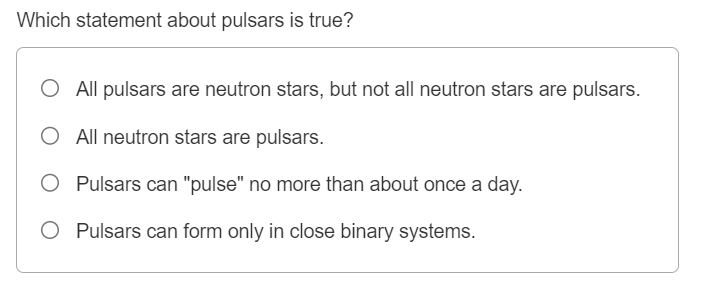 Which statement about pulsars is true?
All pulsars are neutron stars, but not all neutron stars are pulsars.
All neutron stars are pulsars.
Pulsars can "pulse" no more than about once a day.
Pulsars can form only in close binary systems.